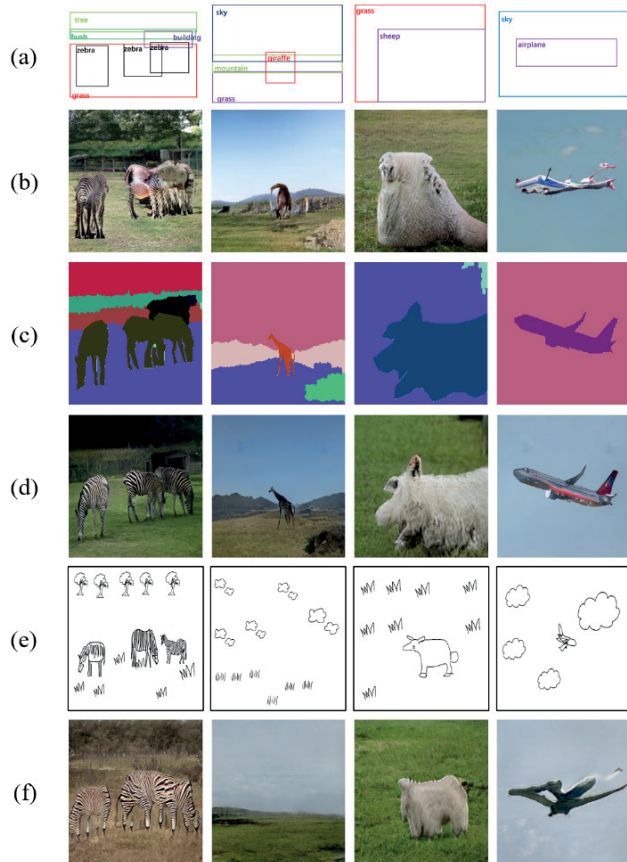 (a)
tree
bush
building
zebra
zebra
zebra
grass
sky
giraffe
mountain
grass
grass
sheep
sky
airplane
(b)
(c)
(d)
(e)
(f)